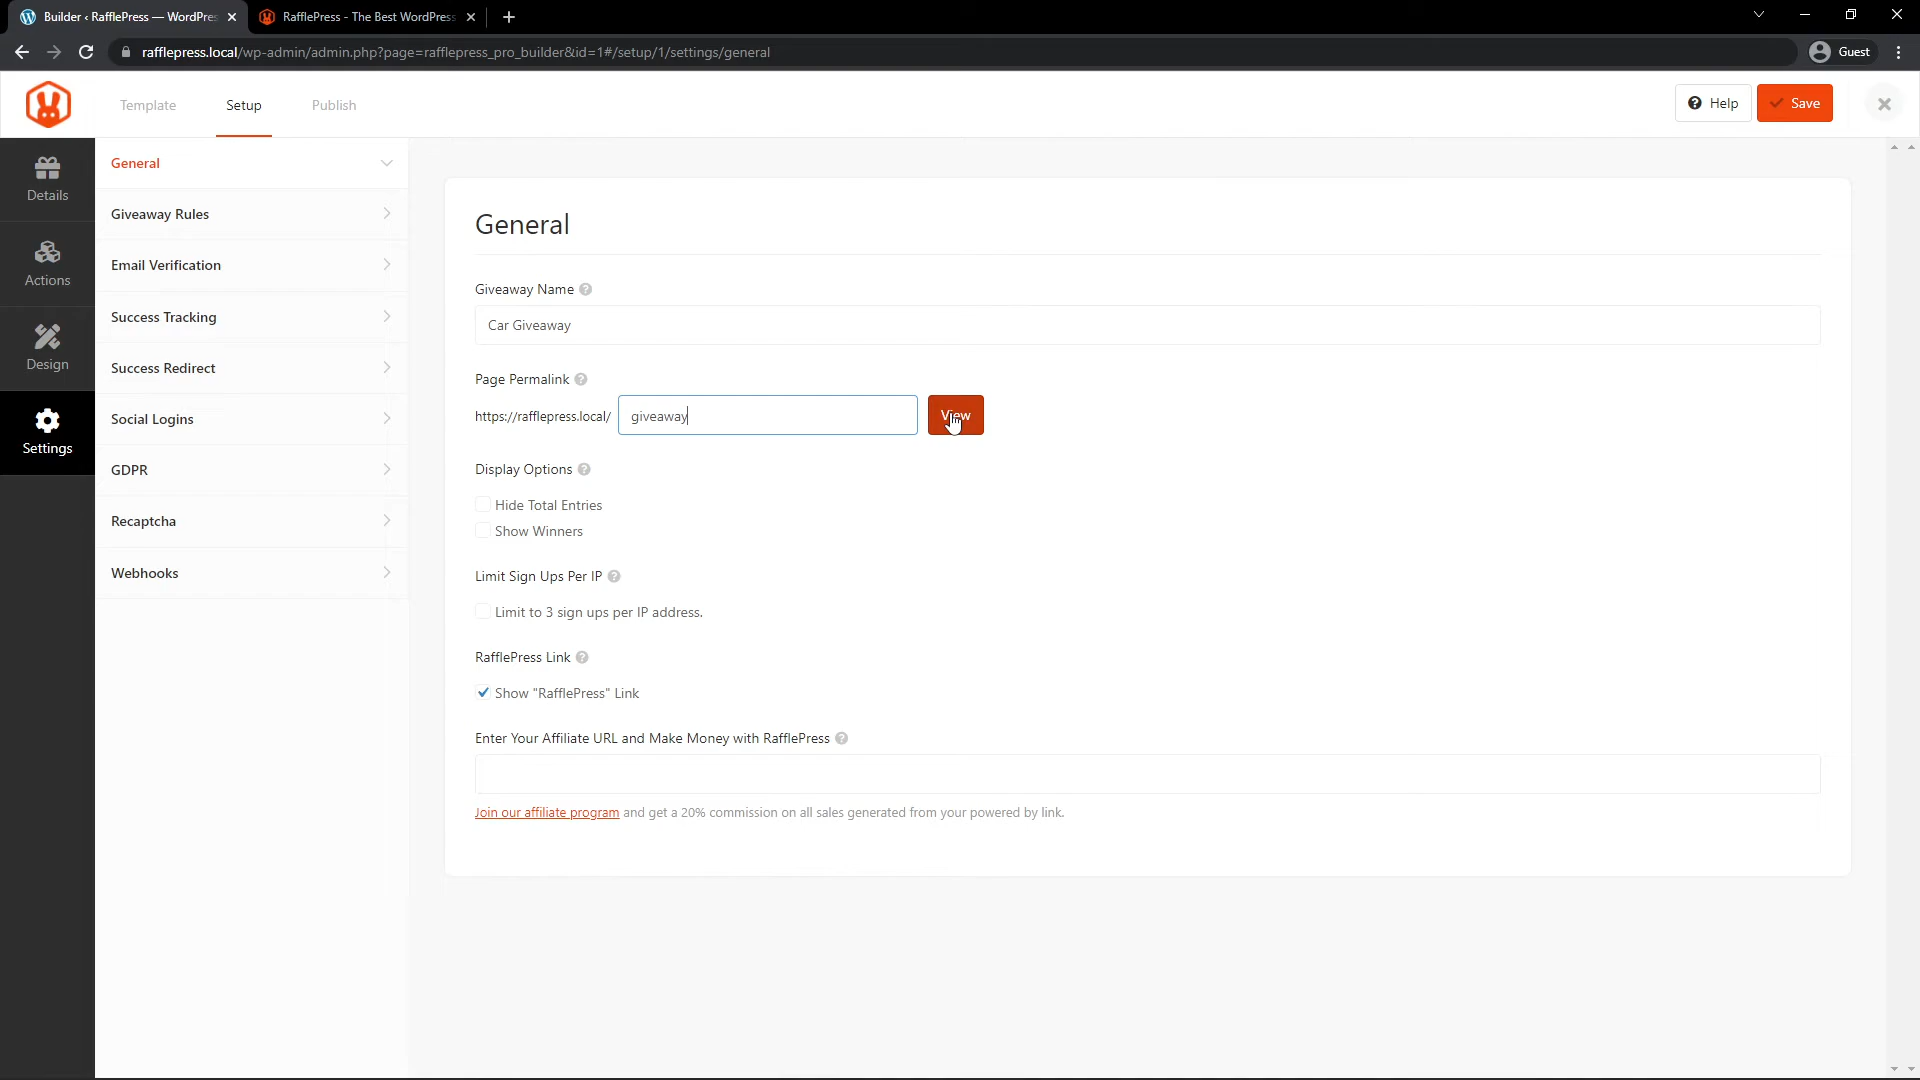 Builder ‹ RafflePress — WordPres
RafflePress - The Best WordPress
rafflepress.local/wp-admin/admin.php?page=rafflepress_pro_builder&id=1#/setup/1/settings/general
Guest
Template
Setup
Publish
Help
Save
Details
Actions
Design
Settings
General
Giveaway Rules
Email Verification
Success Tracking
Success Redirect
Social Logins
GDPR
Recaptcha
Webhooks
General
Giveaway Name
Car Giveaway
Page Permalink
https://rafflepress.local/ giveaway View
Display Options
Hide Total Entries
Show Winners
Limit Sign Ups Per IP
Limit to 3 sign ups per IP address.
RafflePress Link
Show "RafflePress" Link
Enter Your Affiliate URL and Make Money with RafflePress
Join our affiliate program and get a 20% commission on all sales generated from your powered by link.